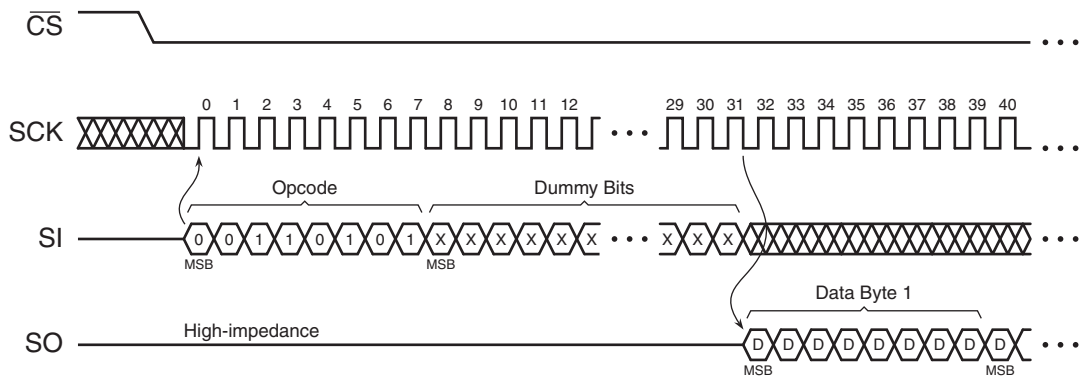 CS
0 1 2 3 4 5 6 7 8 9 10 11 12 29 30 31 32 33 34 35 36 37 38 39 40
SCK
Opcode Dummy Bits
SI 0 0 1 1 0 1 0 1 X X X X X X X X X
MSB MSB
Data Byte 1
High-impedance
SO D D D D D D D D D
MSB MSB